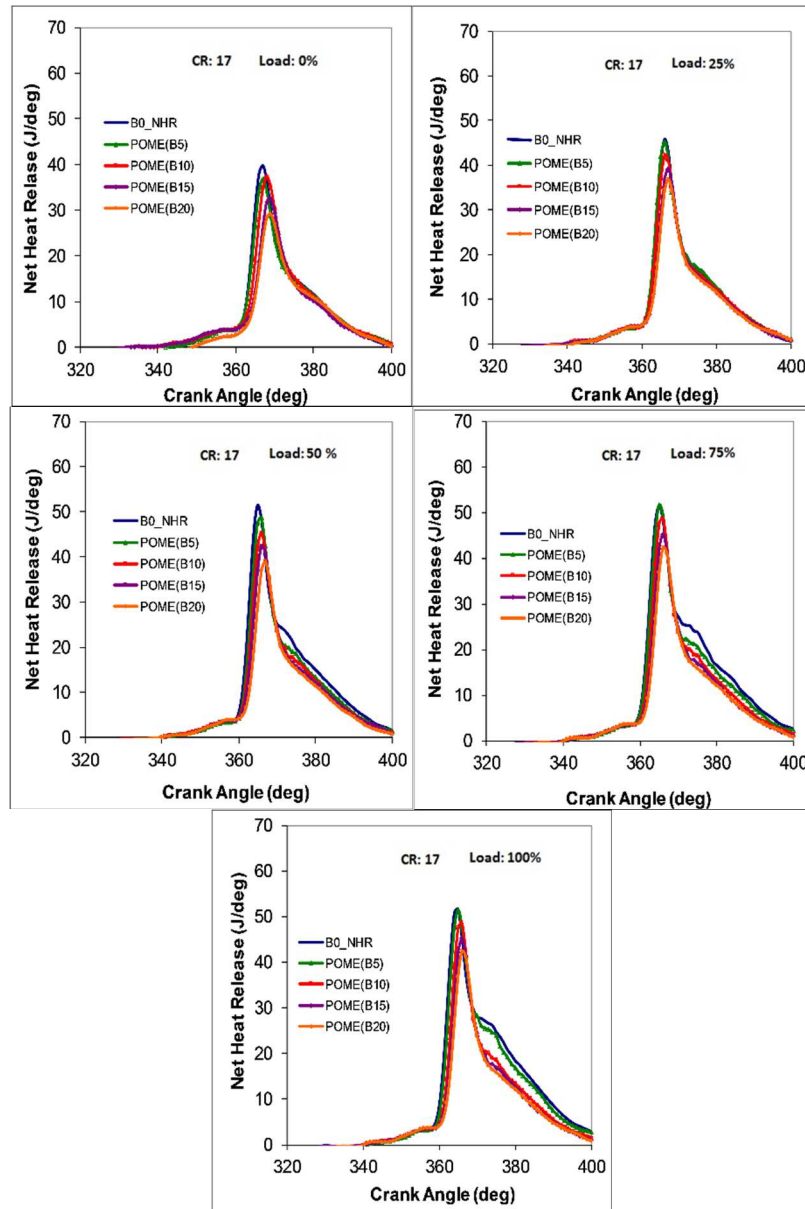 70
60
50
40
30
20
10
0
Net Heat Relase (J/deg)
CR: 17 Load: 0%
B0_NHR
POME(B5)
POME(B10)
POME(B15)
POME(B20)
320 340 360 380 400
Crank Angle (deg)
70
60
50
40
30
20
10
0
Net Heat Release (J/deg)
CR: 17 Load: 25%
B0_NHR
POME(B5)
POME(B10)
POME(B15)
POME(B20)
320 340 360 380 400
Crank Angle (deg)
70
60
50
40
30
20
10
0
Net Heat Release (J/deg)
CR: 17 Load: 50 %
B0_NHR
POME(B5)
POME(B10)
POME(B15)
POME(B20)
320 340 360 380 400
Crank Angle (deg)
70
60
50
40
30
20
10
0
Net Heat Release (J/deg)
CR: 17 Load: 75%
B0_NHR
POME(B5)
POME(B10)
POME(B15)
POME(B20)
320 340 360 380 400
Crank Angle (deg)
70
60
50
40
30
20
10
0
Net Heat Release (J/deg)
CR: 17 Load: 100%
B0_NHR
POME(B5)
POME(B10)
POME(B15)
POME(B20)
320 340 360 380 400
Crank Angle (deg)